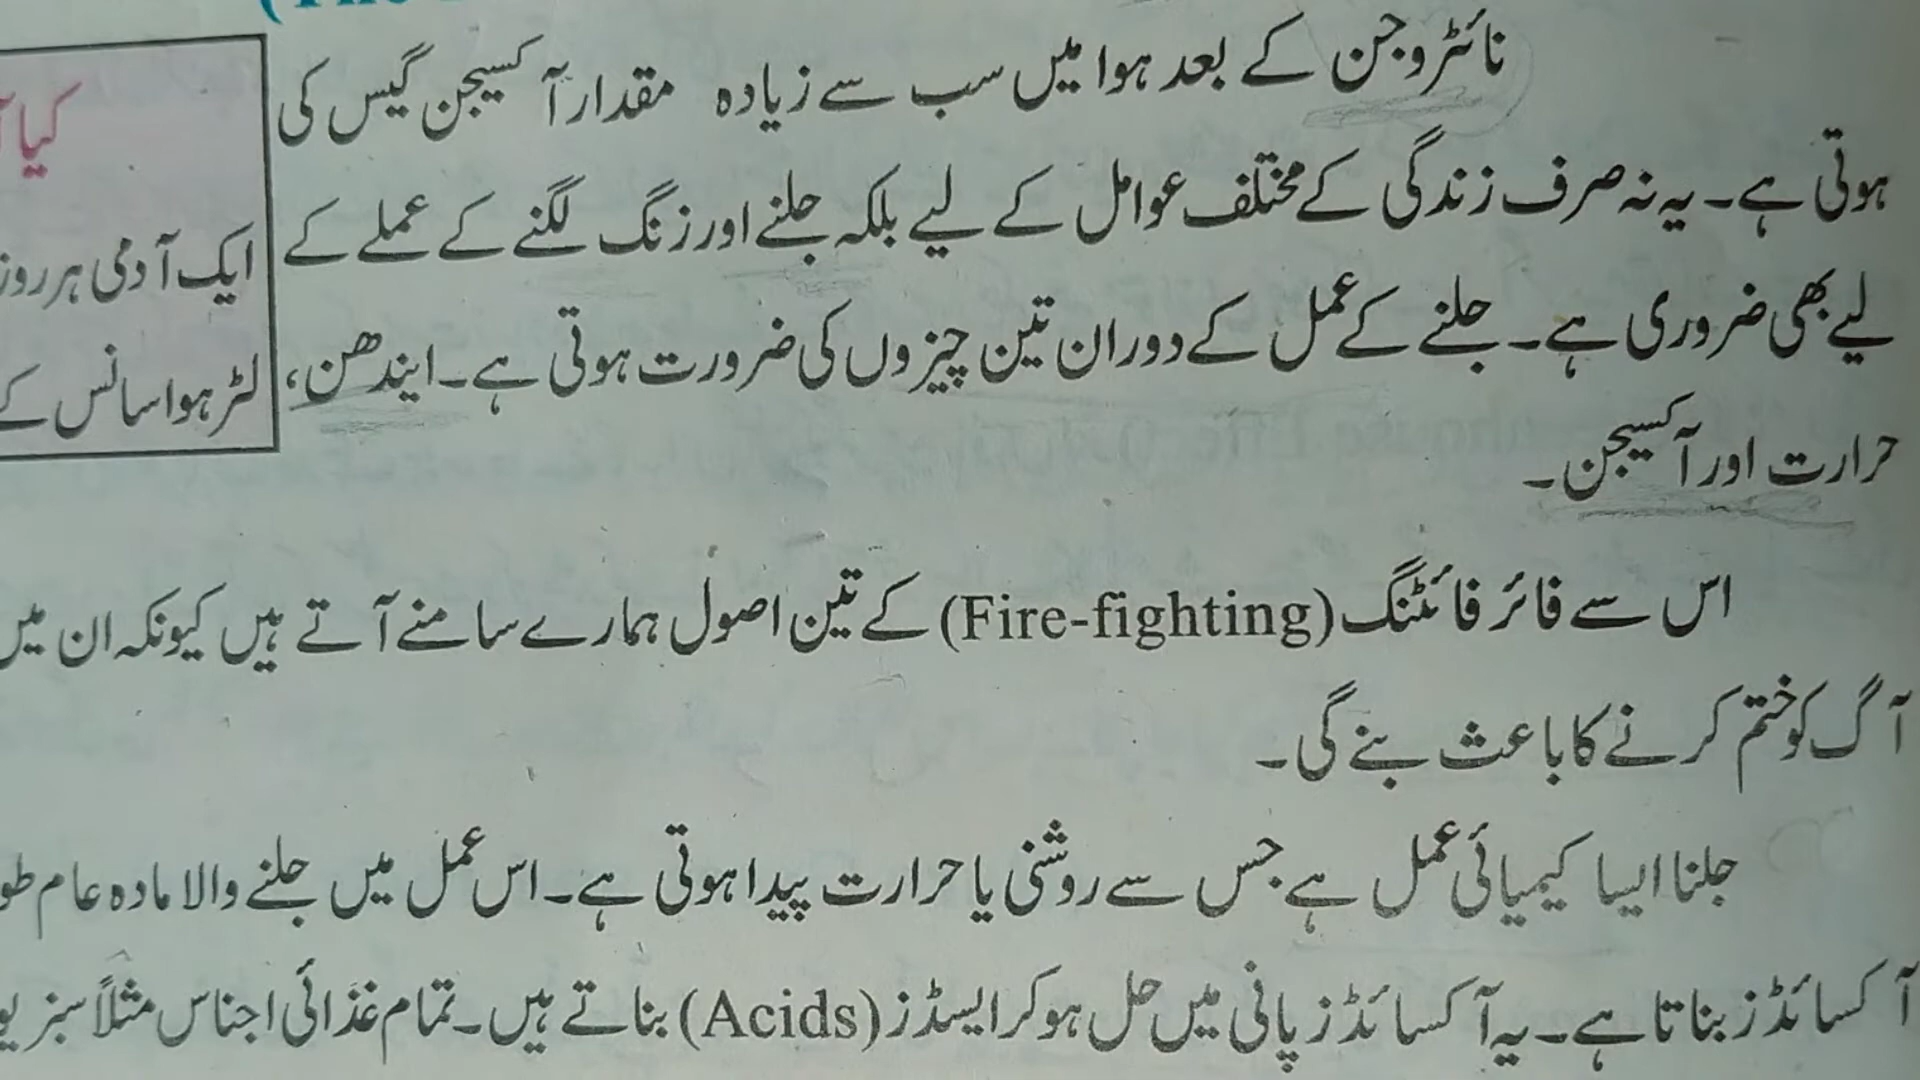 نائٹروجن کے بعد ہوا میں سب سے زیادہ مقدار آکسیجن گیس کی
ہوتی ہے۔ یہ نہ صرف زندگی کے مختلف عوامل کے لیے بلکہ جلنے اور زنگ لگنے کے عملے کے
لیے بھی ضروری ہے۔ جلنے کے عمل کے دوران تین چیزوں کی ضرورت ہوتی ہے۔ ایندھن،
حرارت اور آکسیجن۔
کیا
ایک آدمی ہر روز
لٹر ہوا سانس کے
اس سے فائر فائٹنگ (Fire-fighting) کے تین اصول ہمارے سامنے آتے ہیں کیونکہ ان میں
آگ کو ختم کرنے کا باعث بنے گی۔
جلنا ایسا کیمیائی عمل ہے جس سے روشنی یا حرارت پیدا ہوتی ہے۔ اس عمل میں جلنے والا مادہ عام
آکسائڈز بناتا ہے۔ یہ آکسائڈز پانی میں حل ہو کر ایسڈز (Acids) بناتے ہیں۔ تمام غذائی اجناس مثلاً